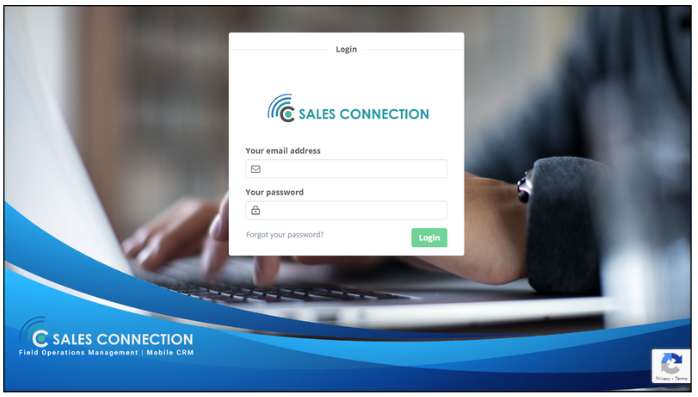 Login
SALES CONNECTION
Your email address
Your password
Forgot your password?
Login
SALES CONNECTION
Field Operations Management | Mobile CRM
Privacy - Terms